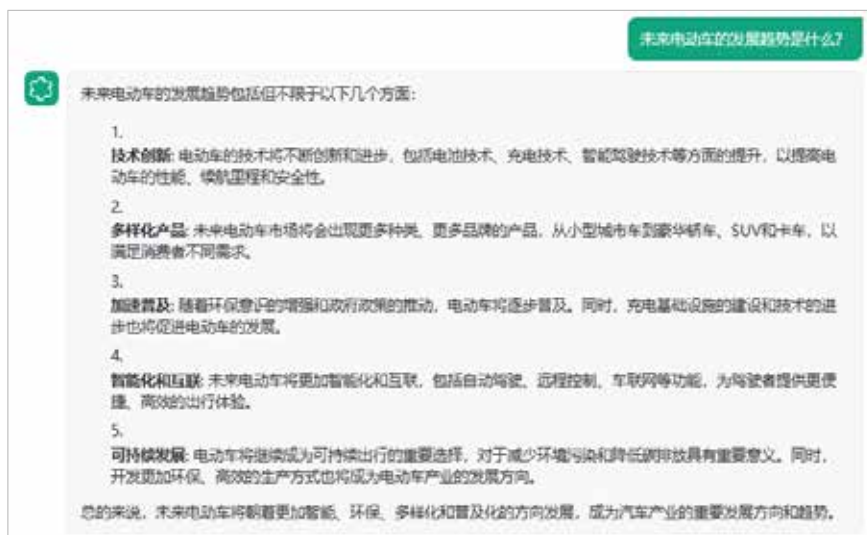 未来电动车的发展趋势是什么?
未来电动车的发展趋势包括但不限于以下几个方面：
1.
技术创新: 电动车的技术将不断创新和进步，包括电池技术、充电技术、智能驾驶技术等方面的提升，以提高电
动车的性能、续航里程和安全性。
2.
多样化产品: 未来电动车市场将会出现更多种类、更多品牌的产品，从小型城市车到豪华轿车、SUV和卡车，以
满足消费者不同需求。
3.
加速普及: 随着环保意识的增强和政府政策的推动，电动车将逐步普及。同时，充电基础设施的建设和技术的进
步也将促进电动车的发展。
4.
智能化和互联: 未来电动车将更加智能化和互联，包括自动驾驶、远程控制、车联网等功能，为驾驶者提供更便
捷、高效的出行体验。
5.
可持续发展: 电动车将继续成为可持续出行的重要选择，对于减少环境污染和降低碳排放具有重要意义。同时，
开发更加环保、高效的生产方式也将成为电动车产业的发展方向。
总的来说，未来电动车将朝着更加智能、环保、多样化和普及化的方向发展，成为汽车产业的重要发展方向和趋势。